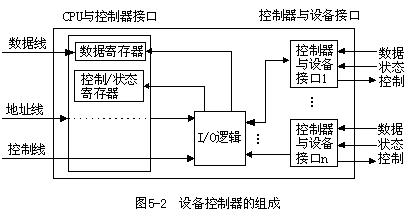 CPU与控制器接口
控制器与设备接口
数据线
数据寄存器
控制/状态
寄存器
地址线
控制线
I/O逻辑
控制器
与设备
接口1
数据
状态
控制
控制器
与设备
接口n
数据
状态
控制
图5-2 设备控制器的组成